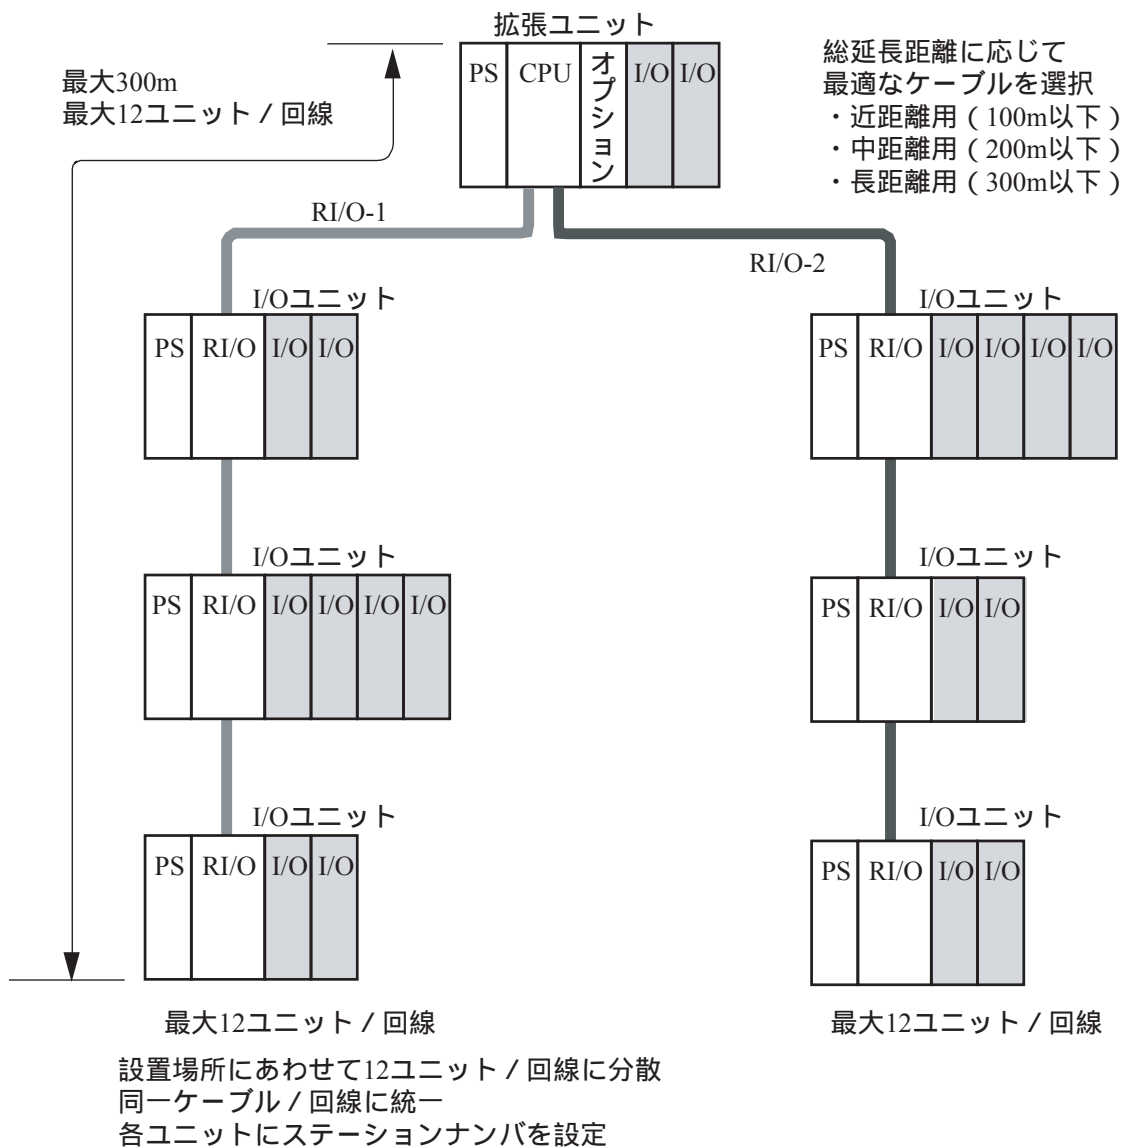 拡張ユニット
PS CPU オプション I/O I/O
最大300m
最大12ユニット / 回線
総延長距離に応じて
最適なケーブルを選択
・近距離用 ( 100m以下 )
・中距離用 ( 200m以下 )
・長距離用 ( 300m以下 )
RI/O-1
RI/O-2
I/Oユニット
PS RI/O I/O I/O
I/Oユニット
PS RI/O I/O I/O I/O I/O
I/Oユニット
PS RI/O I/O I/O I/O I/O
I/Oユニット
PS RI/O I/O I/O
I/Oユニット
PS RI/O I/O I/O
I/Oユニット
PS RI/O I/O I/O
最大12ユニット / 回線
最大12ユニット / 回線
設置場所にあわせて12ユニット / 回線に分散
同一ケーブル / 回線に統一
各ユニットにステーションナンバを設定